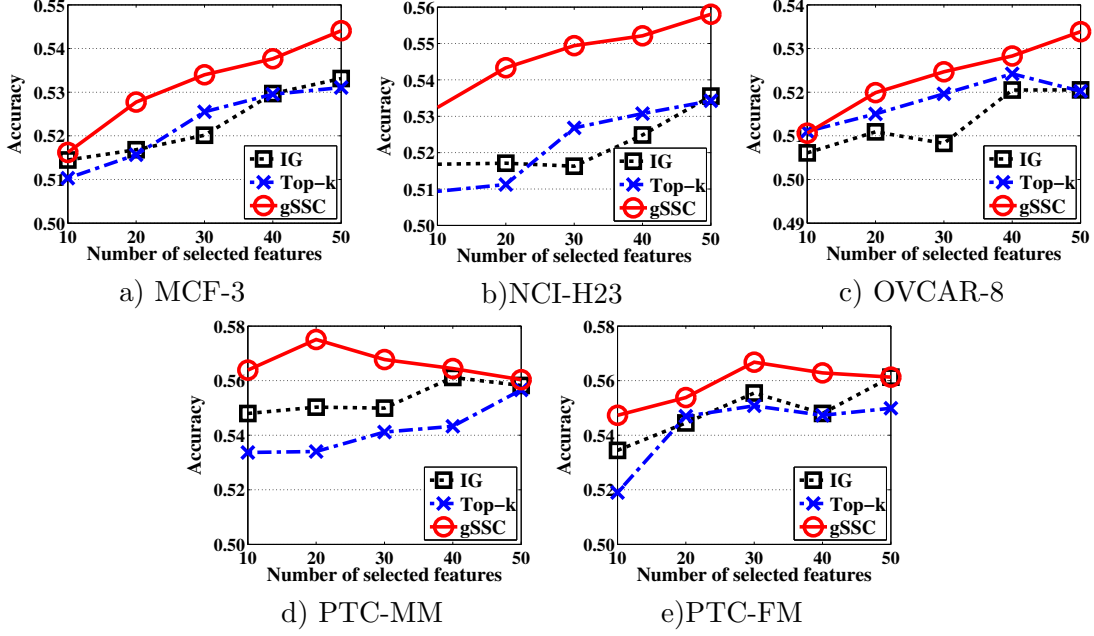 0.55
0.54
0.53
0.52
0.51
0.50
Accuracy
IG
Top-k
gSSC
10 20 30 40 50
Number of selected features
a) MCF-3
0.56
0.55
0.54
0.53
0.52
0.51
0.50
Accuracy
IG
Top-k
gSSC
20 30 40 50
Number of selected features
b)NCI-H23
0.54
0.53
0.52
0.51
0.50
0.49
Accuracy
IG
Top-k
gSSC
10 20 30 40 50
Number of selected features
c) OVCAR-8
0.58
0.56
0.54
0.52
0.50
Accuracy
IG
Top-k
gSSC
10 20 30 40 50
Number of selected features
d) PTC-MM
0.58
0.56
0.54
0.52
0.50
Accuracy
IG
Top-k
gSSC
10 20 30 40 50
Number of selected features
e)PTC-FM